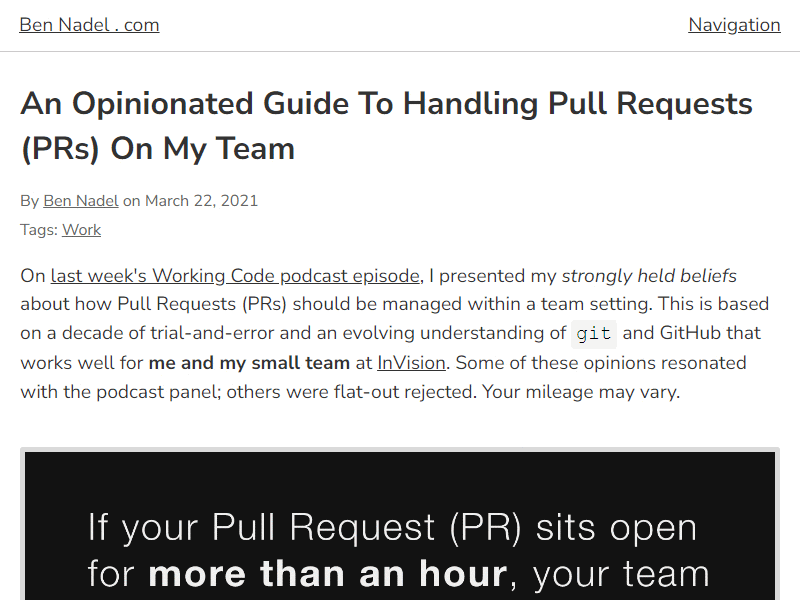 Ben Nadel . com
Navigation
An Opinionated Guide To Handling Pull Requests
(PRs) On My Team
By Ben Nadel on March 22, 2021
Tags: Work
On last week's Working Code podcast episode, I presented my strongly held beliefs
about how Pull Requests (PRs) should be managed within a team setting. This is based
on a decade of trial-and-error and an evolving understanding of git and GitHub that
works well for me and my small team at InVision. Some of these opinions resonated
with the podcast panel; others were flat-out rejected. Your mileage may vary.
If your Pull Request (PR) sits open
for more than an hour, your team